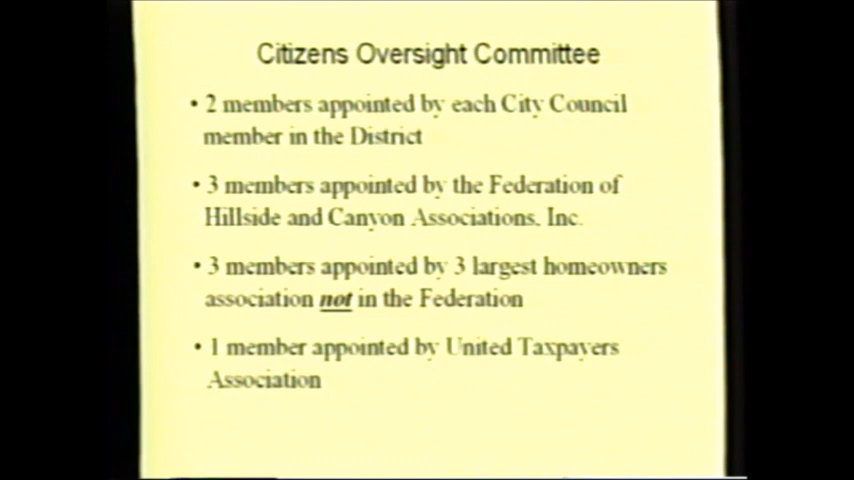 Citizens Oversight Committee
• 2 members appointed by each City Council
member in the District
• 3 members appointed by the Federation of
Hillside and Canyon Associations, Inc.
• 3 members appointed by 3 largest homeowners
association not in the Federation
• 1 member appointed by United Taxpayers
Association